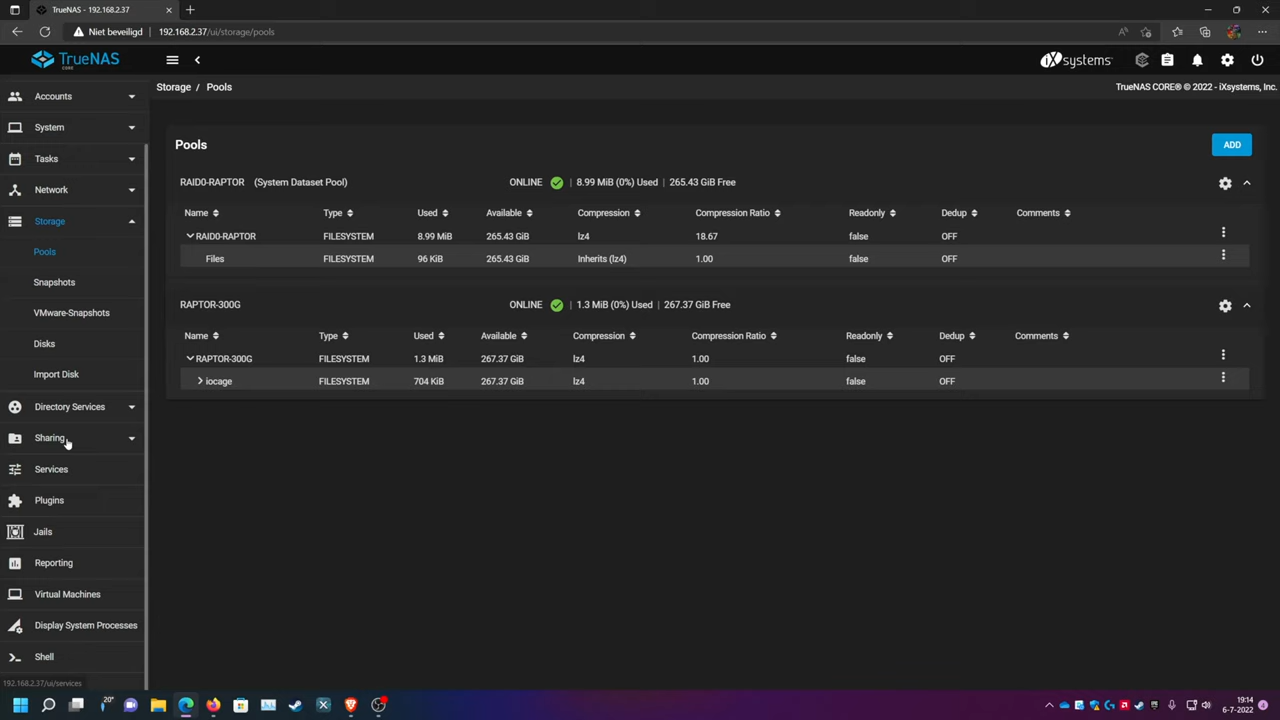 TrueNAS - 192.168.2.37
Niet beveiligd 192.168.2.37/ui/storage/pools
TrueNAS
CORE
iXsystems
Storage / Pools
TrueNAS CORE® © 2022 - iXsystems, Inc.
Accounts
System
Tasks
Network
Storage
Pools
Snapshots
VMware-Snapshots
Disks
Import Disk
Directory Services
Sharing
Services
Plugins
Jails
Reporting
Virtual Machines
Display System Processes
Shell
192.168.2.37/ui/services
Pools
ADD
RAID0-RAPTOR (System Dataset Pool) ONLINE | 8.99 MiB (0%) Used | 265.43 GiB Free
Name Type Used Available Compression Compression Ratio Readonly Dedup Comments
RAID0-RAPTOR FILESYSTEM 8.99 MiB 265.43 GiB lz4 18.67 false OFF
Files FILESYSTEM 96 KiB 265.43 GiB Inherits (lz4) 1.00 false OFF
RAPTOR-300G ONLINE | 1.3 MiB (0%) Used | 267.37 GiB Free
Name Type Used Available Compression Compression Ratio Readonly Dedup Comments
RAPTOR-300G FILESYSTEM 1.3 MiB 267.37 GiB lz4 1.00 false OFF
iocage FILESYSTEM 704 KiB 267.37 GiB lz4 1.00 false OFF
20°
19:14
6-7-2022